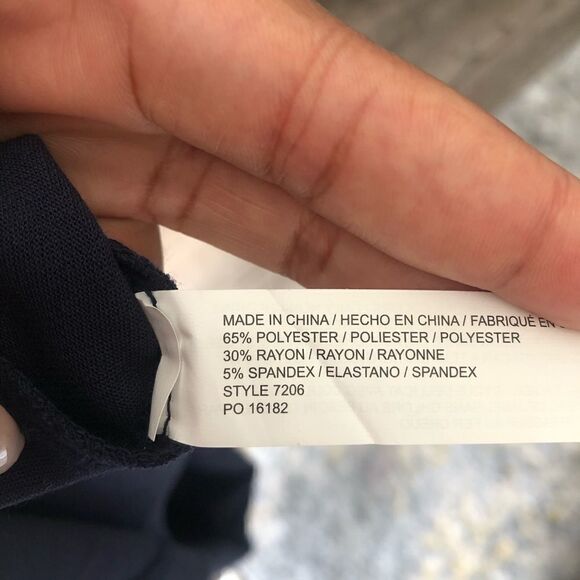 MADE IN CHINA / HECHO EN CHINA / FABRIQUÉ EN
65% POLYESTER / POLIESTER / POLYESTER
30% RAYON / RAYON / RAYONNE
5% SPANDEX / ELASTANO / SPANDEX
STYLE 7206
PO 16182